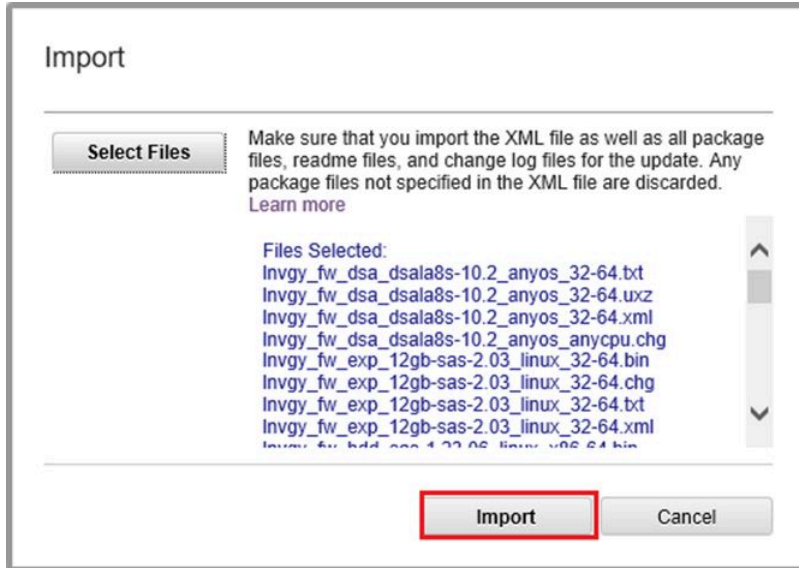 Import
Select Files
Make sure that you import the XML file as well as all package
files, readme files, and change log files for the update. Any
package files not specified in the XML file are discarded.
Learn more
Files Selected:
lnvgy_fw_dsa_dsala8s-10.2_anyos_32-64.txt
lnvgy_fw_dsa_dsala8s-10.2_anyos_32-64.uxz
lnvgy_fw_dsa_dsala8s-10.2_anyos_32-64.xml
lnvgy_fw_dsa_dsala8s-10.2_anyos_anycpu.chg
lnvgy_fw_exp_12gb-sas-2.03_linux_32-64.bin
lnvgy_fw_exp_12gb-sas-2.03_linux_32-64.chg
lnvgy_fw_exp_12gb-sas-2.03_linux_32-64.txt
lnvgy_fw_exp_12gb-sas-2.03_linux_32-64.xml
Import
Cancel